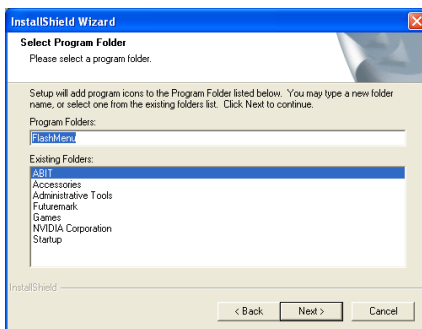 InstallShield Wizard
Select Program Folder
Please select a program folder.
Setup will add program icons to the Program Folder listed below. You may type a new folder
name, or select one from the existing folders list. Click Next to continue.
Program Folders:
FlashMenu
Existing Folders:
ABIT
Accessories
Administrative Tools
Futuremark
Games
NVIDIA Corporation
Startup
InstallShield
< Back Next > Cancel